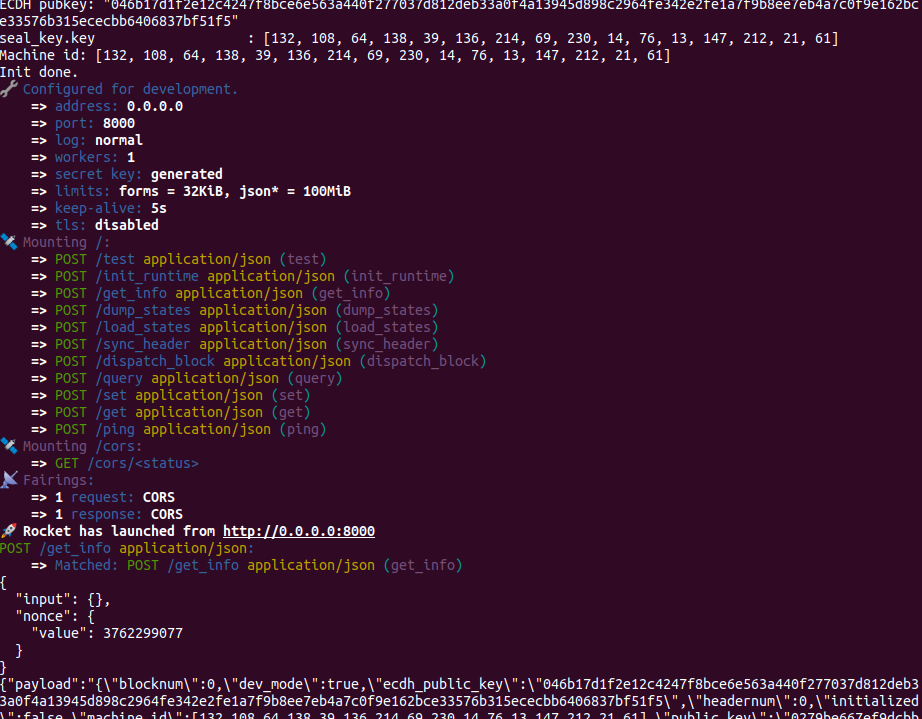 ECDH pubkey: "046b17d1f2e12c4247f8bce6e563a440f277037d812deb33a0f4a13945d898c2964fe342e2fe1a7f9b8ee7eb4a7c0f9e162bc
e33576b315ececbb6406837bf51f5"
seal_key.key : [132, 108, 64, 138, 39, 136, 214, 69, 230, 14, 76, 13, 147, 212, 21, 61]
Machine id: [132, 108, 64, 138, 39, 136, 214, 69, 230, 14, 76, 13, 147, 212, 21, 61]
Init done.
🔧 Configured for development.
=> address: 0.0.0.0
=> port: 8000
=> log: normal
=> workers: 1
=> secret key: generated
=> limits: forms = 32KiB, json* = 100MiB
=> keep-alive: 5s
=> tls: disabled
🛰 Mounting /:
=> POST /test application/json (test)
=> POST /init_runtime application/json (init_runtime)
=> POST /get_info application/json (get_info)
=> POST /dump_states application/json (dump_states)
=> POST /load_states application/json (load_states)
=> POST /sync_header application/json (sync_header)
=> POST /dispatch_block application/json (dispatch_block)
=> POST /query application/json (query)
=> POST /set application/json (set)
=> POST /get application/json (get)
=> POST /ping application/json (ping)
🛰 Mounting /cors:
=> GET /cors/<status>
📡 Fairings:
=> 1 request: CORS
=> 1 response: CORS
🚀 Rocket has launched from http://0.0.0.0:8000
POST /get_info application/json:
=> Matched: POST /get_info application/json (get_info)
{
"input": {},
"nonce": {
"value": 3762299077
}
}
{"payload":"{\"blocknum\":0,\"dev_mode\":true,\"ecdh_public_key\":\"046b17d1f2e12c4247f8bce6e563a440f277037d812deb3
3a0f4a13945d898c2964fe342e2fe1a7f9b8ee7eb4a7c0f9e162bce33576b315ececbb6406837bf51f5\",\"headernum\":0,\"initialized
\":false,\"machine_id\":[132,108,64,138,39,136,214,69,230,14,76,13,147,212,21,61],\"public_key\":\"0279be667ef9dcbb